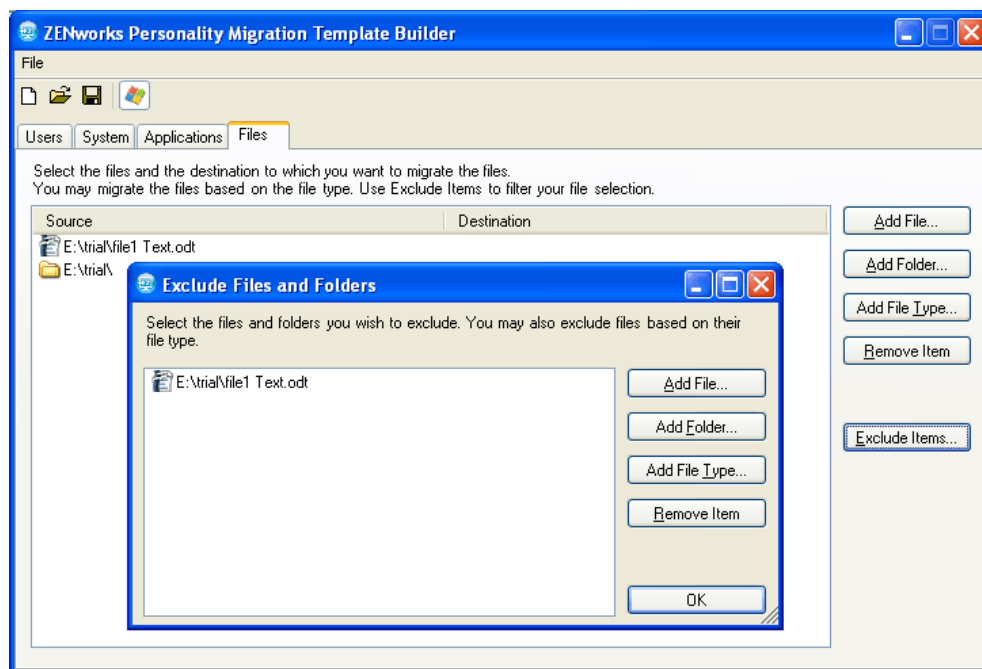 ZENworks Personality Migration Template Builder
File
Users System Applications Files
Select the files and the destination to which you want to migrate the files.
You may migrate the files based on the file type. Use Exclude Items to filter your file selection.
Source Destination
E:\trial\file1 Text.odt
E:\trial\
Add File...
Add Folder...
Add File Type...
Remove Item
Exclude Items...
Exclude Files and Folders
Select the files and folders you wish to exclude. You may also exclude files based on their
file type.
E:\trial\file1 Text.odt
Add File...
Add Folder...
Add File Type...
Remove Item
OK